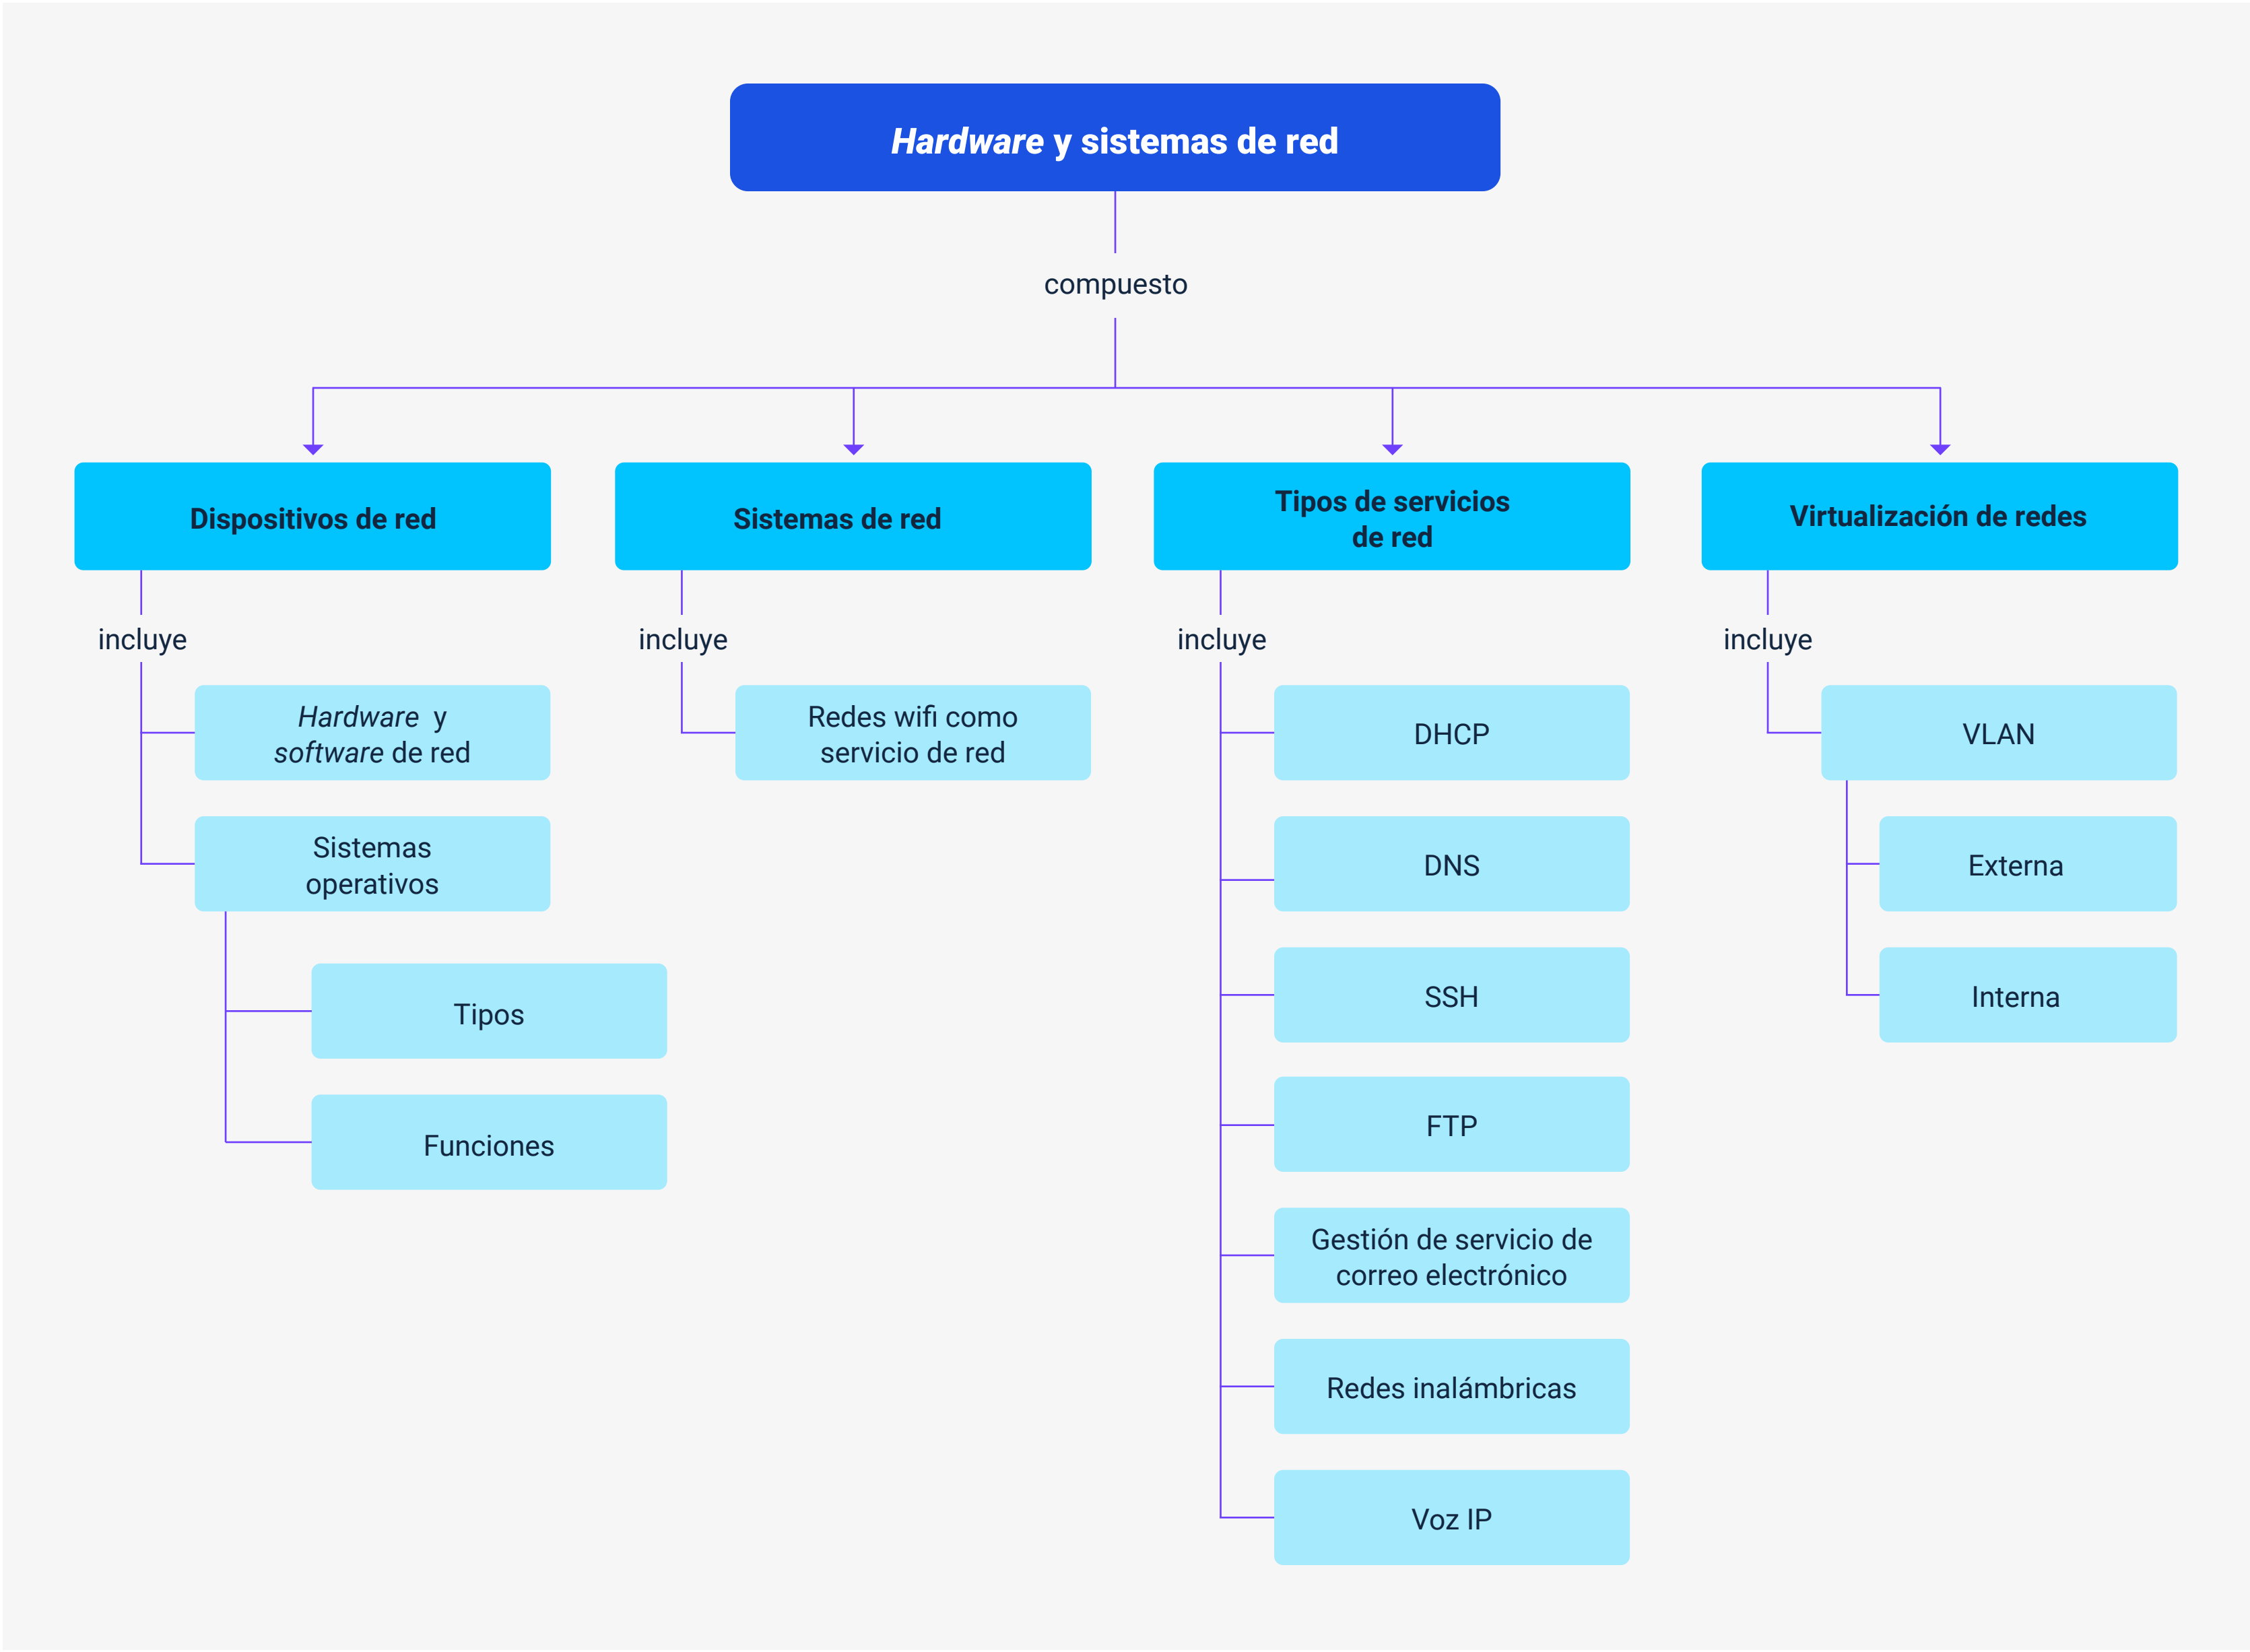 Hardware y sistemas de red
compuesto
Dispositivos de red
incluye
Hardware y
software de red
Sistemas
operativos
Tipos
Funciones
Sistemas de red
incluye
Redes wifi como
servicio de red
Tipos de servicios
de red
incluye
DHCP
DNS
SSH
FTP
Gestión de servicio de
correo electrónico
Redes inalámbricas
Voz IP
Virtualización de redes
incluye
VLAN
Externa
Interna